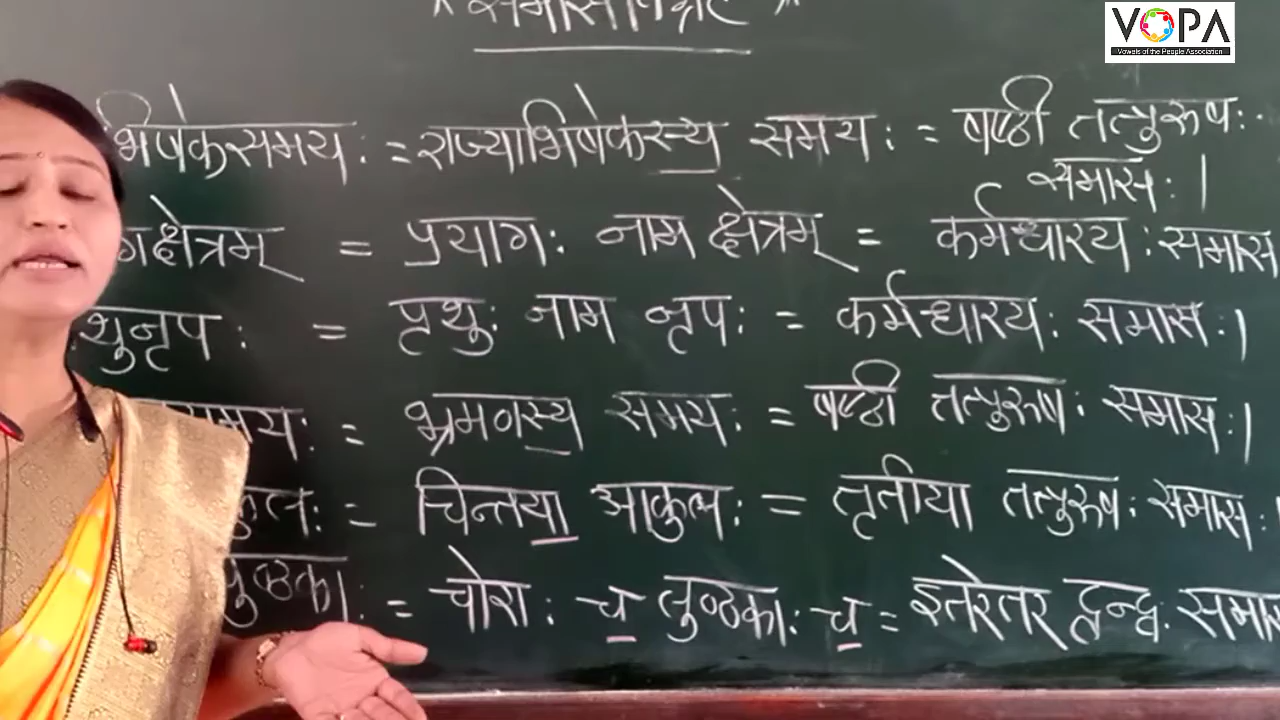 VOPA
Vowels of the People Association
भिषेकसमयः = राज्याभिषेकस्य समयः = षष्ठी तत्पुरुषः
समासः ।
गक्षेत्रम् = प्रयागः नाम क्षेत्रम् = कर्मधारयः समास
थुनृपः = पृथुः नाम नृपः = कर्मधारयः समासः ।
मयः = भ्रमणस्य समयः = षष्ठी तत्पुरुषः समासः ।
कुलः = चिन्तया आकुलः = तृतीया तत्पुरुषः समासः
लुण्ठकाः = चोराः च लुण्ठकाः च = इतरेतर द्वन्द्वः समास